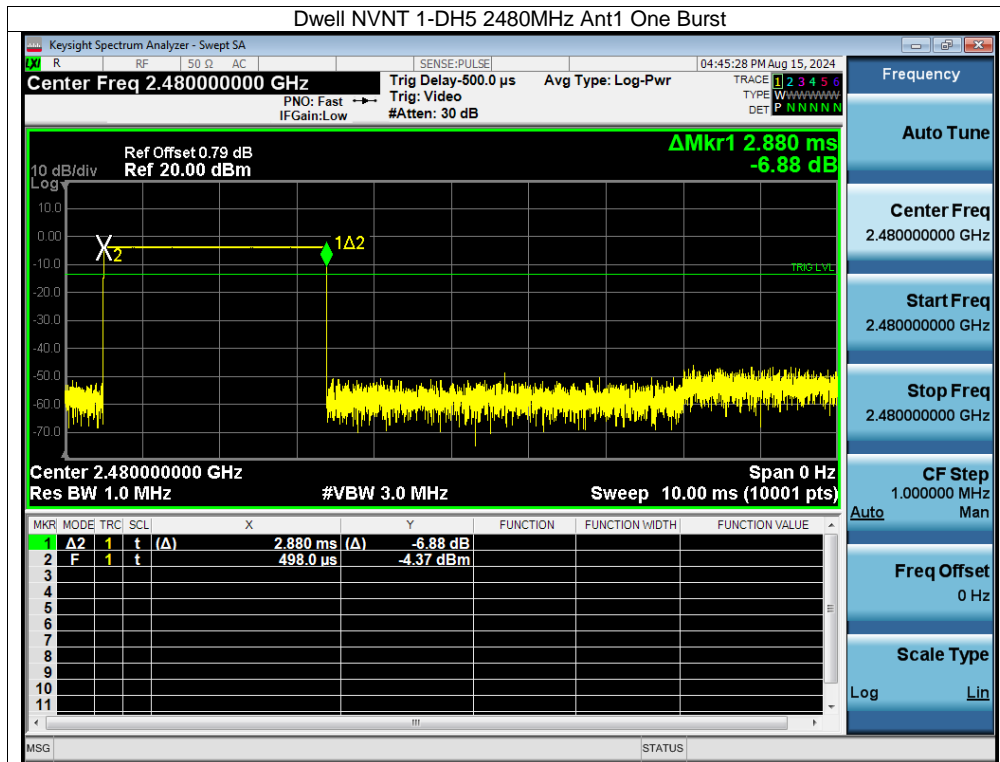 Dwell NVNT 1-DH5 2480MHz Ant1 One Burst
Keysight Spectrum Analyzer - Swept SA
LXI R RF 50 Ω AC SENSE:PULSE 04:45:28 PM Aug 15, 2024
Center Freq 2.480000000 GHz Trig Delay-500.0 µs Avg Type: Log-Pwr TRACE 1 2 3 4 5 6
PNO: Fast Trig: Video TYPE WWWWWW
IFGain:Low #Atten: 30 dB DET P NNNNN
Ref Offset 0.79 dB ΔMkr1 2.880 ms
10 dB/div Ref 20.00 dBm -6.88 dB
Log
10.0
0.00
1Δ2
2
-10.0
TRIG LVL
-20.0
-30.0
-40.0
-50.0
-60.0
-70.0
Center 2.480000000 GHz Span 0 Hz
Res BW 1.0 MHz #VBW 3.0 MHz Sweep 10.00 ms (10001 pts)
MKR MODE TRC SCL X Y FUNCTION FUNCTION WIDTH FUNCTION VALUE
1 Δ2 1 t (Δ) 2.880 ms (Δ) -6.88 dB
2 F 1 t 498.0 µs -4.37 dBm
3
4
5
6
7
8
9
10
11
MSG STATUS
Frequency
Auto Tune
Center Freq
2.480000000 GHz
Start Freq
2.480000000 GHz
Stop Freq
2.480000000 GHz
CF Step
1.000000 MHz
Auto Man
Freq Offset
0 Hz
Scale Type
Log Lin